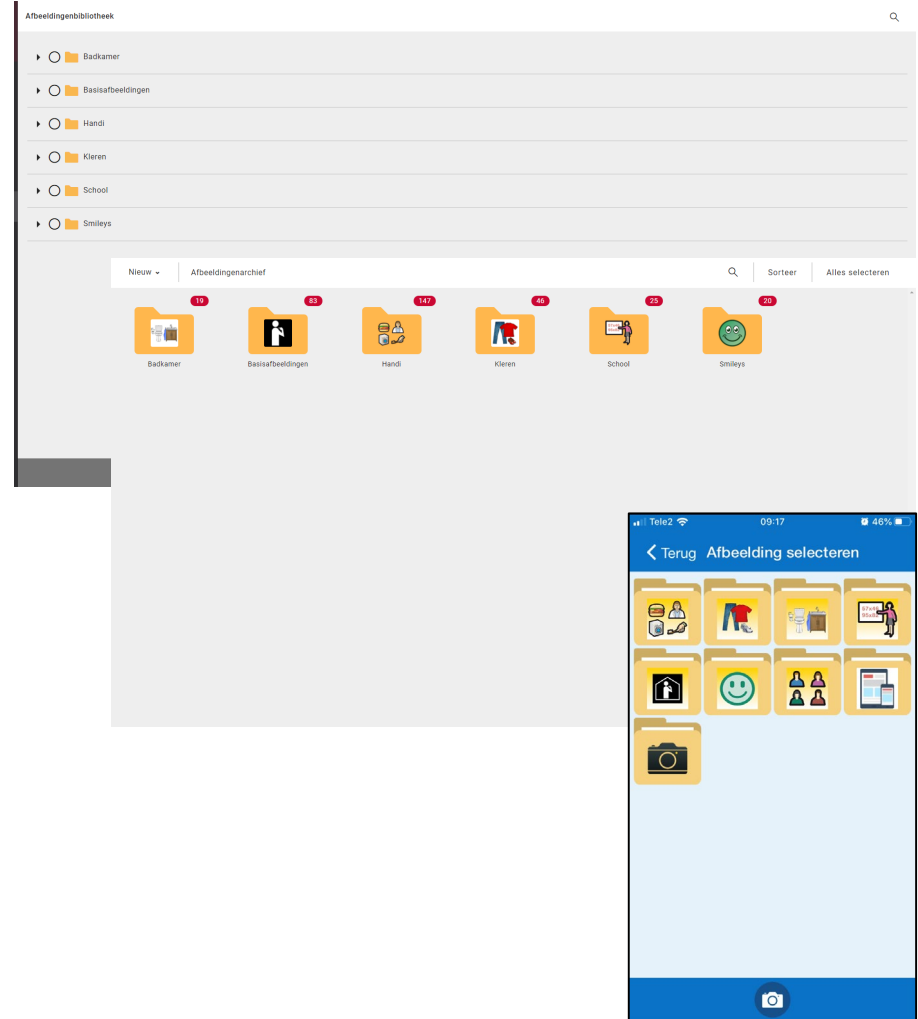 Afbeeldingenbibliotheek
Badkamer
Basisafbeeldingen
Handi
Kleren
School
Smileys
Nieuw Afbeeldingenarchief Sorteer Alles selecteren
19 83 147 46 25 20
Badkamer Basisafbeeldingen Handi Kleren School Smileys
Tele2 09:17 46%
Terug Afbeelding selecteren